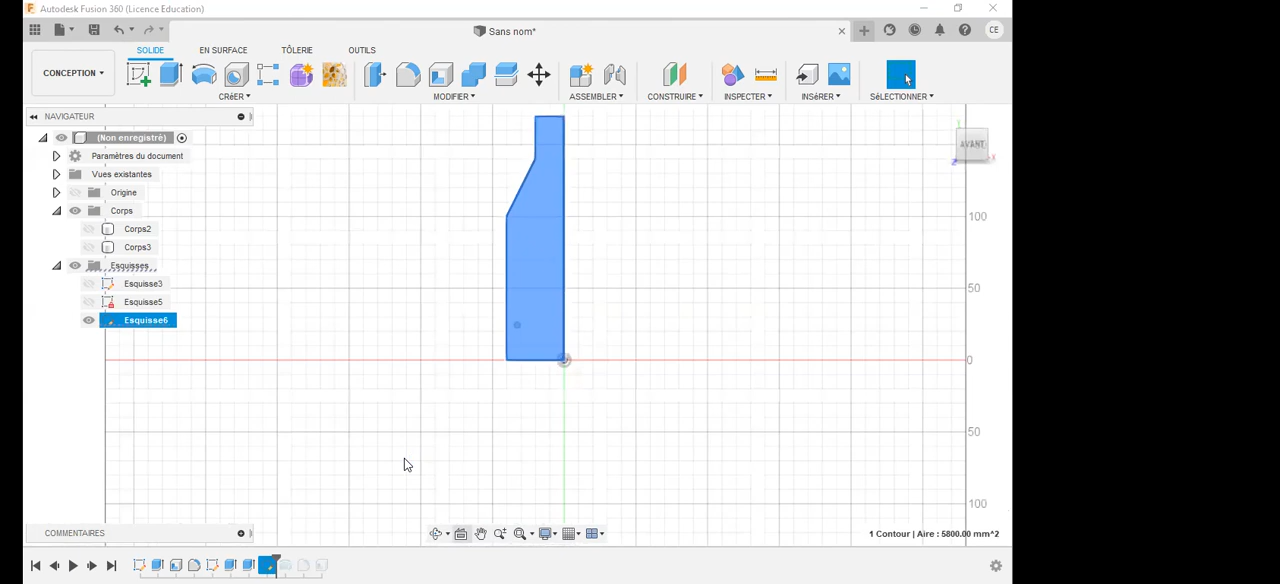 Autodesk Fusion 360 (Licence Education)
Sans nom*
CE
SOLIDE EN SURFACE TÔLERIE OUTILS
CONCEPTION
CRÉER MODIFIER ASSEMBLER CONSTRUIRE INSPECTER INSÉRER SÉLECTIONNER
NAVIGATEUR
(Non enregistré)
Paramètres du document
Vues existantes
Origine
Corps
Corps2
Corps3
Esquisses
Esquisse3
Esquisse5
Esquisse6
Y
AVANT
X
Z
100
50
0
50
100
COMMENTAIRES
1 Contour | Aire : 5800.00 mm^2